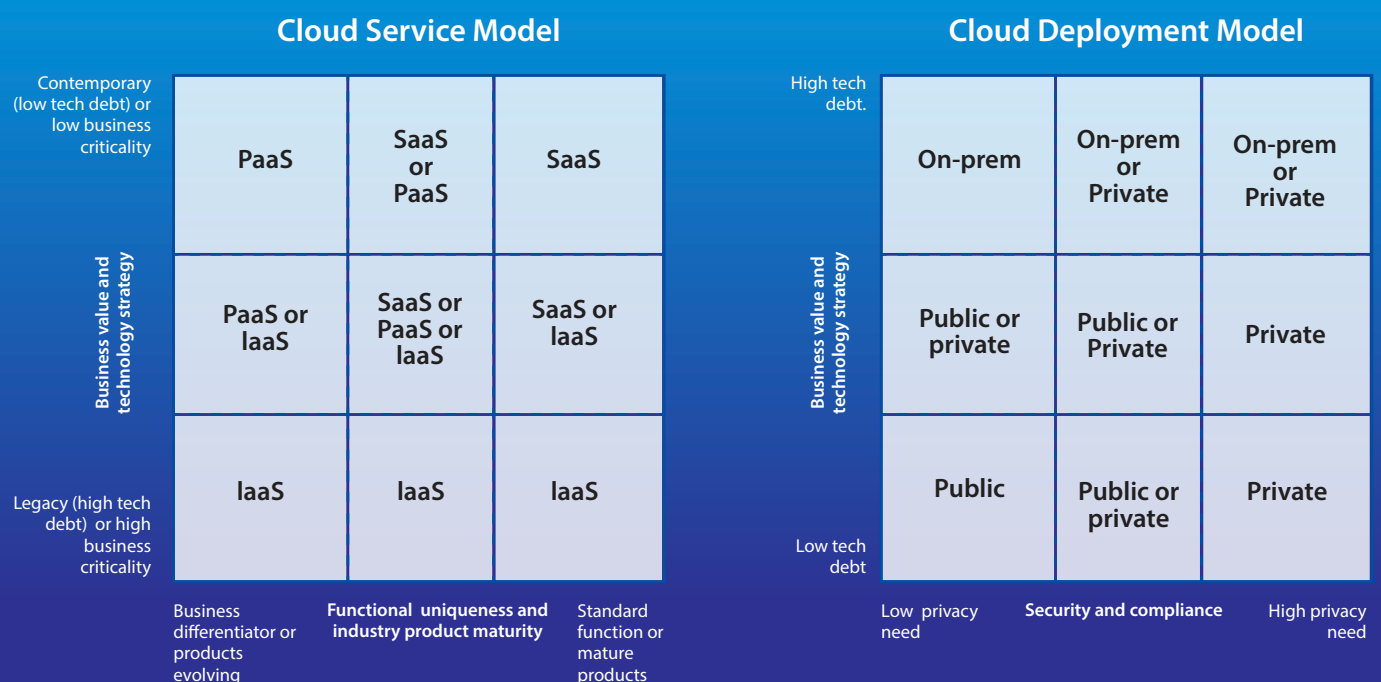 Cloud Service Model
Contemporary
(low tech debt) or
low business
criticality
Business value and
technology strategy
Legacy (high tech
debt)  or high
business
criticality
PaaS
SaaS
or
PaaS
SaaS
PaaS or
IaaS
SaaS or
PaaS or
IaaS
SaaS or
IaaS
IaaS
IaaS
IaaS
Business
differentiator or
products
evolving
Functional  uniqueness and
industry product maturity
Standard
function or
mature
products
Cloud Deployment Model
High tech
debt.
Business value and
technology strategy
Low tech
debt
On-prem
On-prem
or
Private
On-prem
or
Private
Public or
private
Public or
Private
Private
Public
Public or
private
Private
Low  privacy
need
Security and compliance
High privacy
need